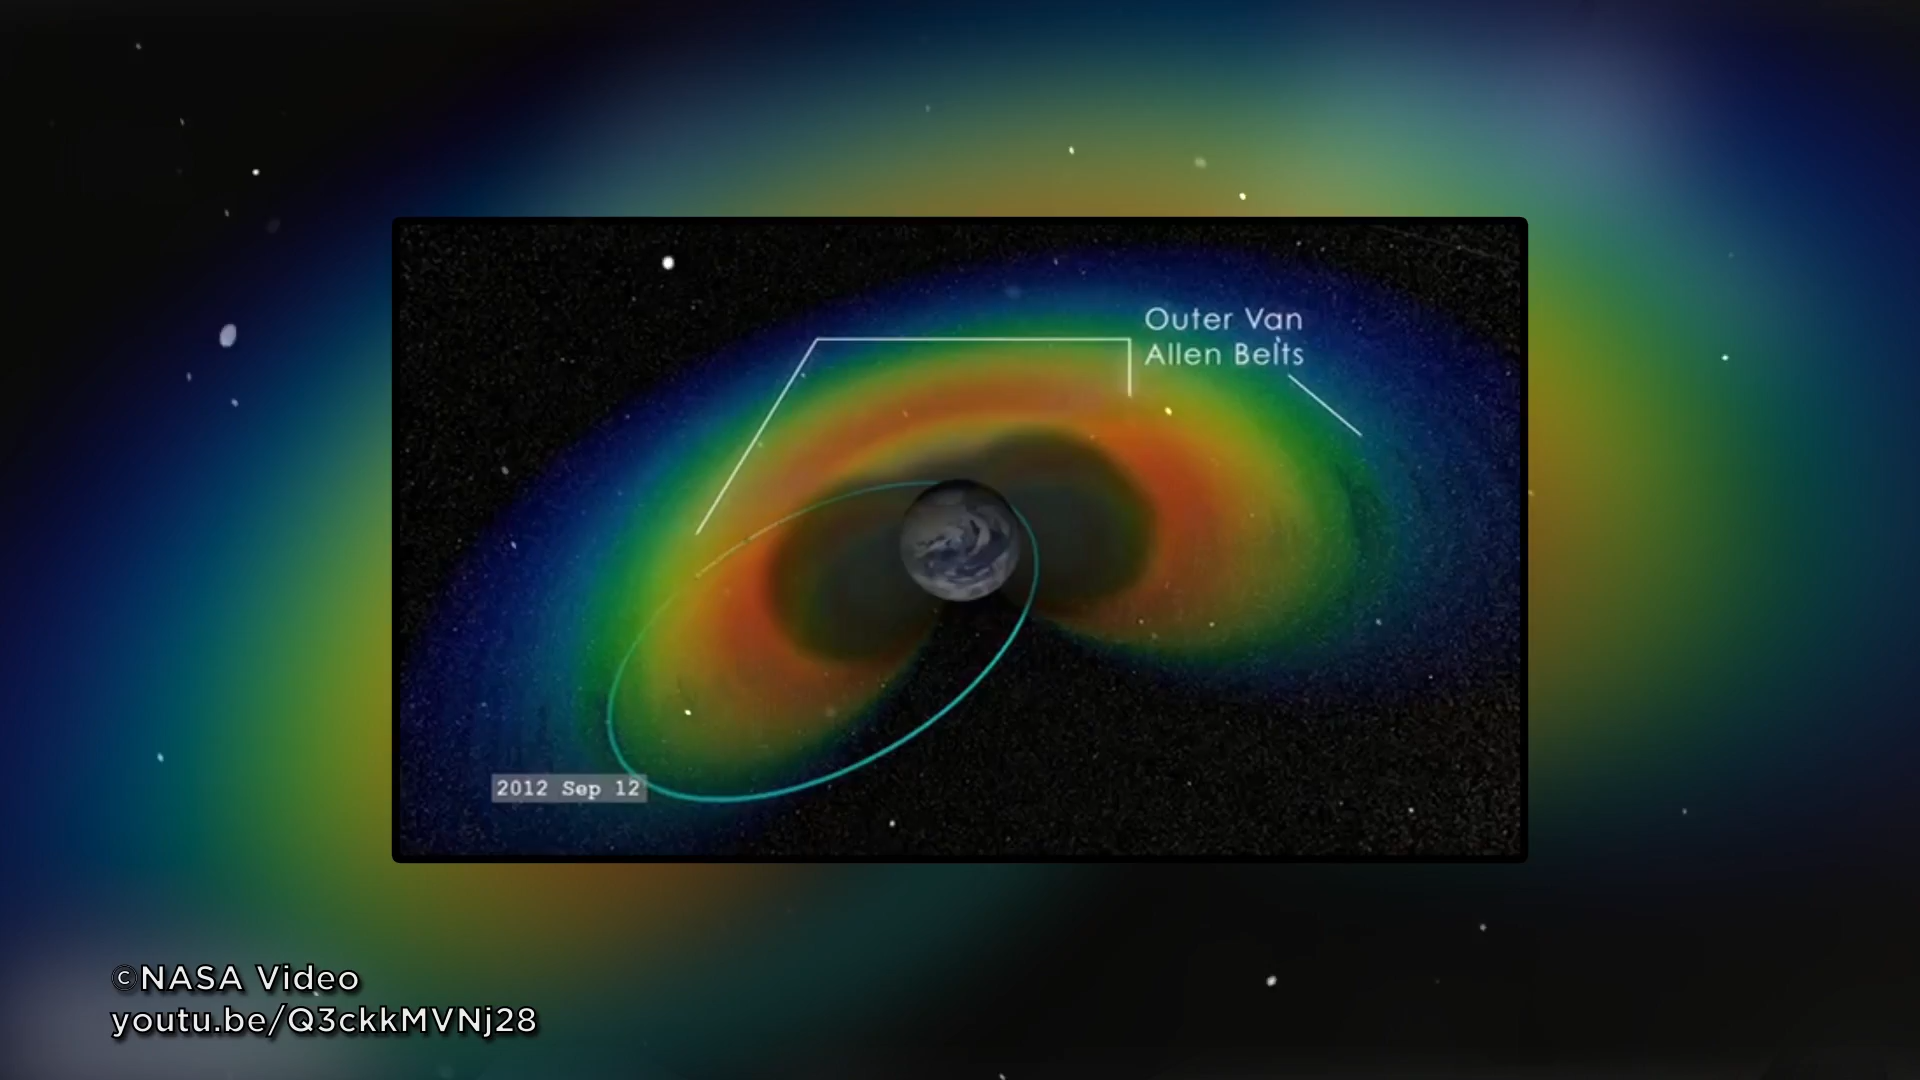 Outer Van
Allen Belts
2012 Sep 12
©NASA Video
youtu.be/Q3ckkMVNj28